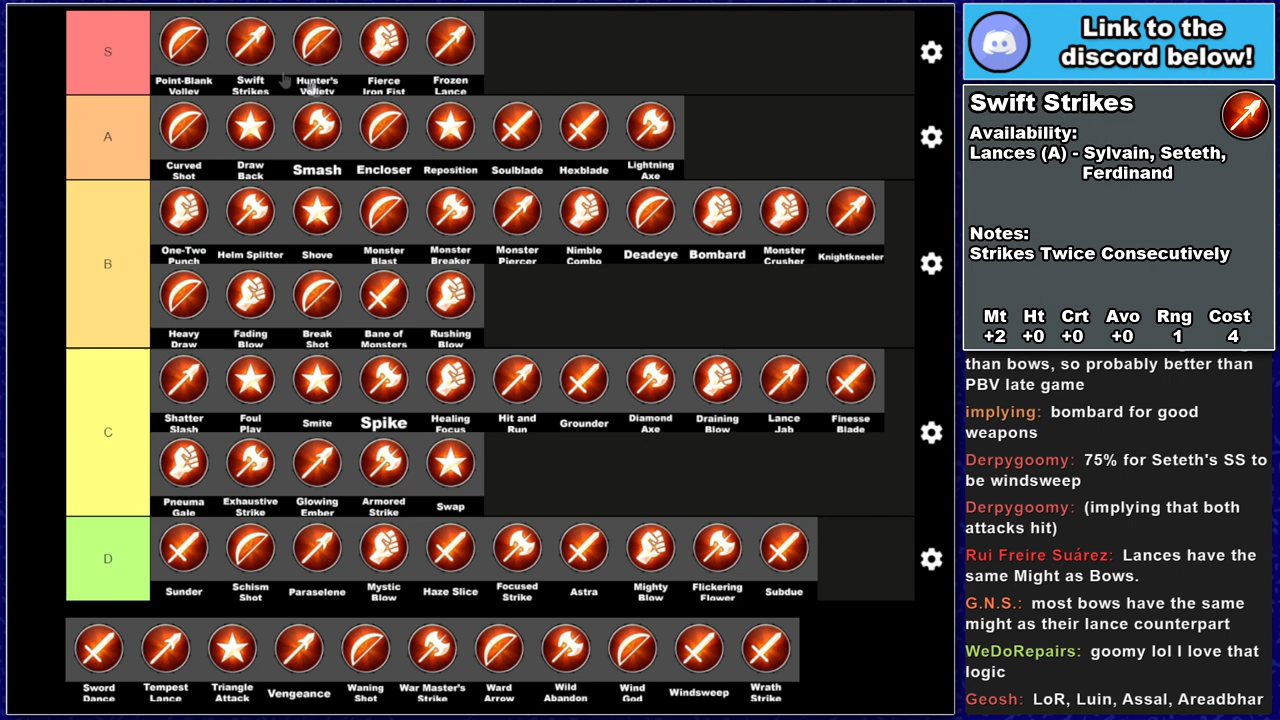 S
Point-Blank Volley
Swift Strikes
Hunter's Volley
Fierce Iron Fist
Frozen Lance
A
Curved Shot
Draw Back
Smash
Encloser
Reposition
Soulblade
Hexblade
Lightning Axe
B
One-Two Punch
Helm Splitter
Shove
Monster Blast
Monster Breaker
Monster Piercer
Nimble Combo
Deadeye
Bombard
Monster Crusher
Knightkneeler
Heavy Draw
Fading Blow
Break Shot
Bane of Monsters
Rushing Blow
C
Shatter Slash
Foul Play
Smite
Spike
Healing Focus
Hit and Run
Grounder
Diamond Axe
Draining Blow
Lance Jab
Finesse Blade
Pneuma Gale
Exhaustive Strike
Glowing Ember
Armored Strike
Swap
D
Sunder
Schism Shot
Paraselene
Mystic Blow
Haze Slice
Focused Strike
Astra
Mighty Blow
Flickering Flower
Subdue
Sword Dance
Tempest Lance
Triangle Attack
Vengeance
Waning Shot
War Master's Strike
Ward Arrow
Wild Abandon
Wind God
Windsweep
Wrath Strike
Link to the
discord below!
Swift Strikes
Availability:
Lances (A) - Sylvain, Seteth,
Ferdinand
Notes:
Strikes Twice Consecutively
Mt Ht Crt Avo Rng Cost
+2 +0 +0 +0 1 4
than bows, so probably better than
PBV late game
implying: bombard for good
weapons
Derpygoomy: 75% for Seteth's SS to
be windsweep
Derpygoomy: (implying that both
attacks hit)
Rui Freire Suárez: Lances have the
same Might as Bows.
G.N.S.: most bows have the same
might as their lance counterpart
WeDoRepairs: goomy lol I love that
logic
Geosh: LoR, Luin, Assal, Areadbhar